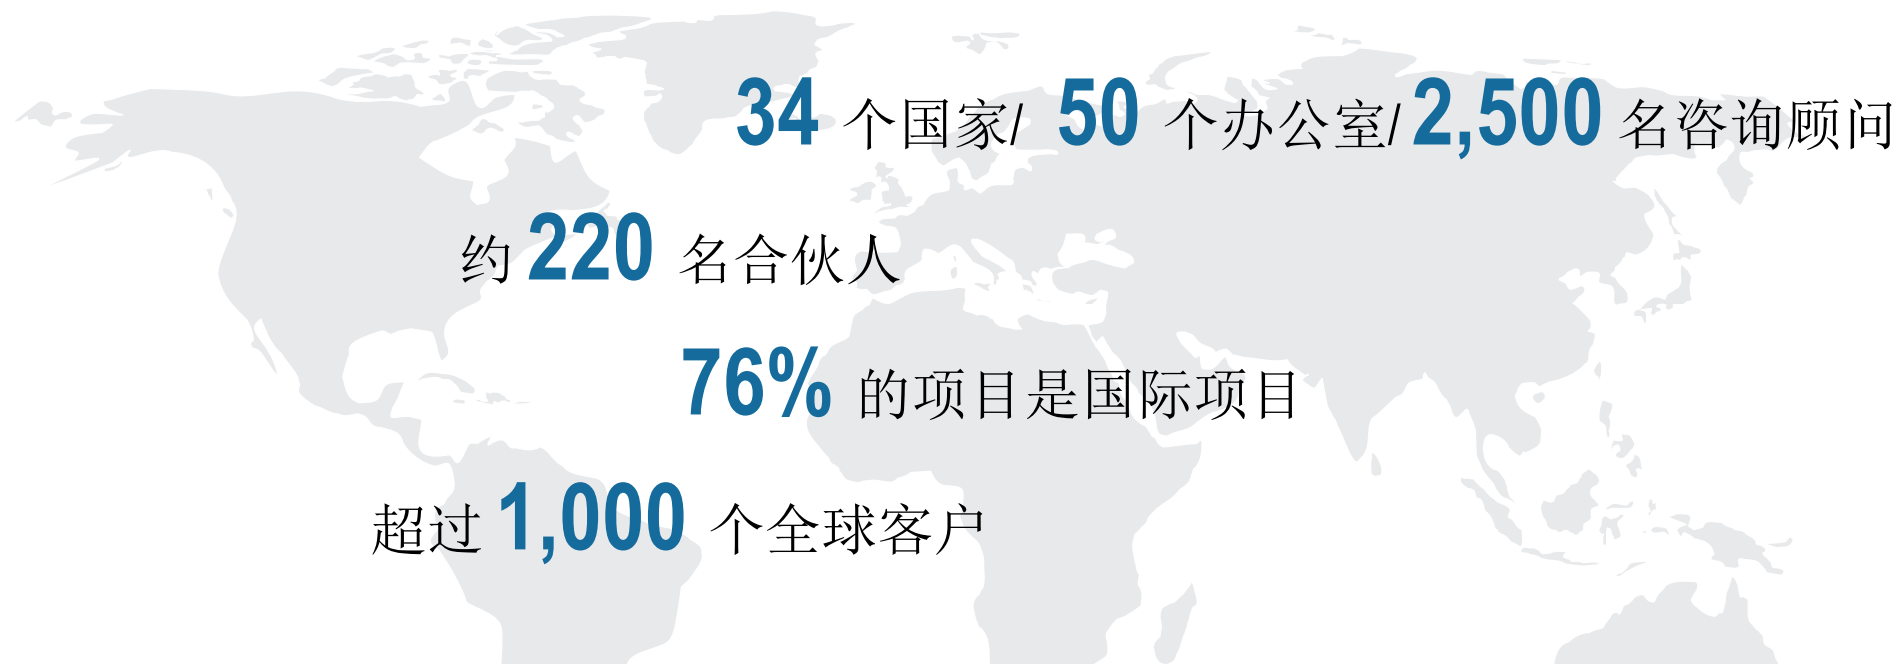 34 个国家/ 50 个办公室/ 2,500 名咨询顾问
约 220 名合伙人
76% 的项目是国际项目
超过 1,000 个全球客户